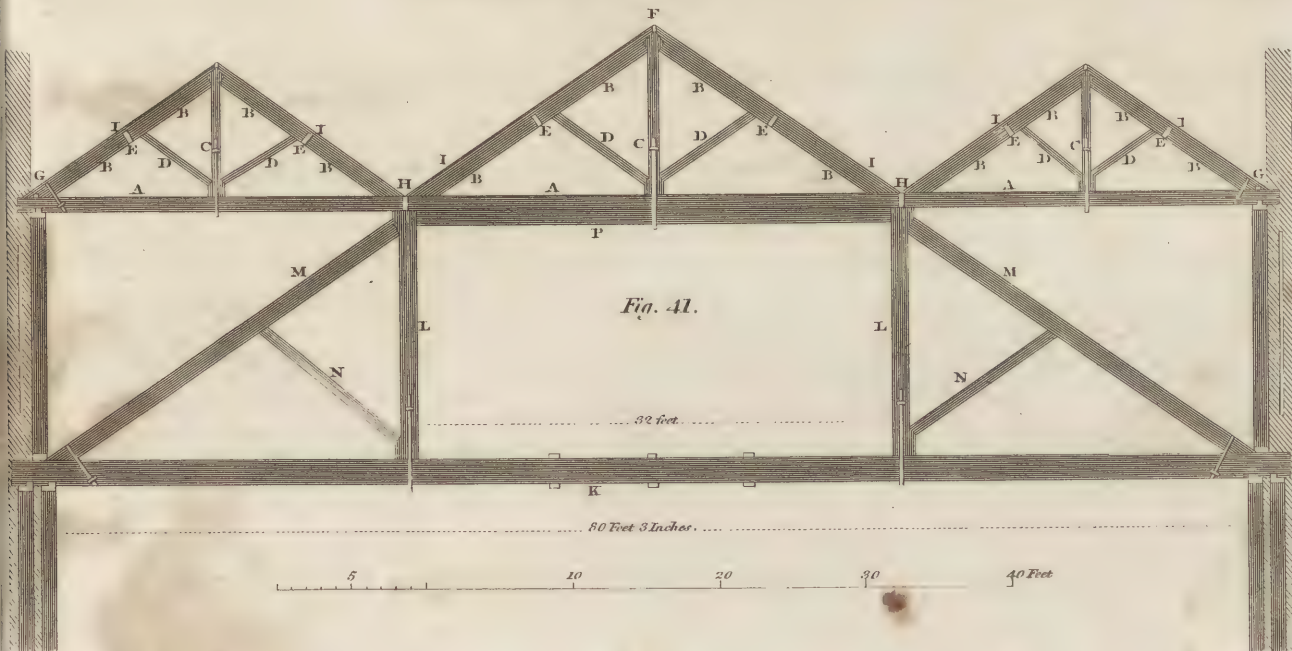 F
B B B B
I I I I
E E E E E E
D D C D D C D D
C
I I
G B B B B B B G
A H A H A
P
M M
Fig. 41.
L L
N N
32 feet
K
80 Feet 3 Inches.
5 10 20 30 40 Feet